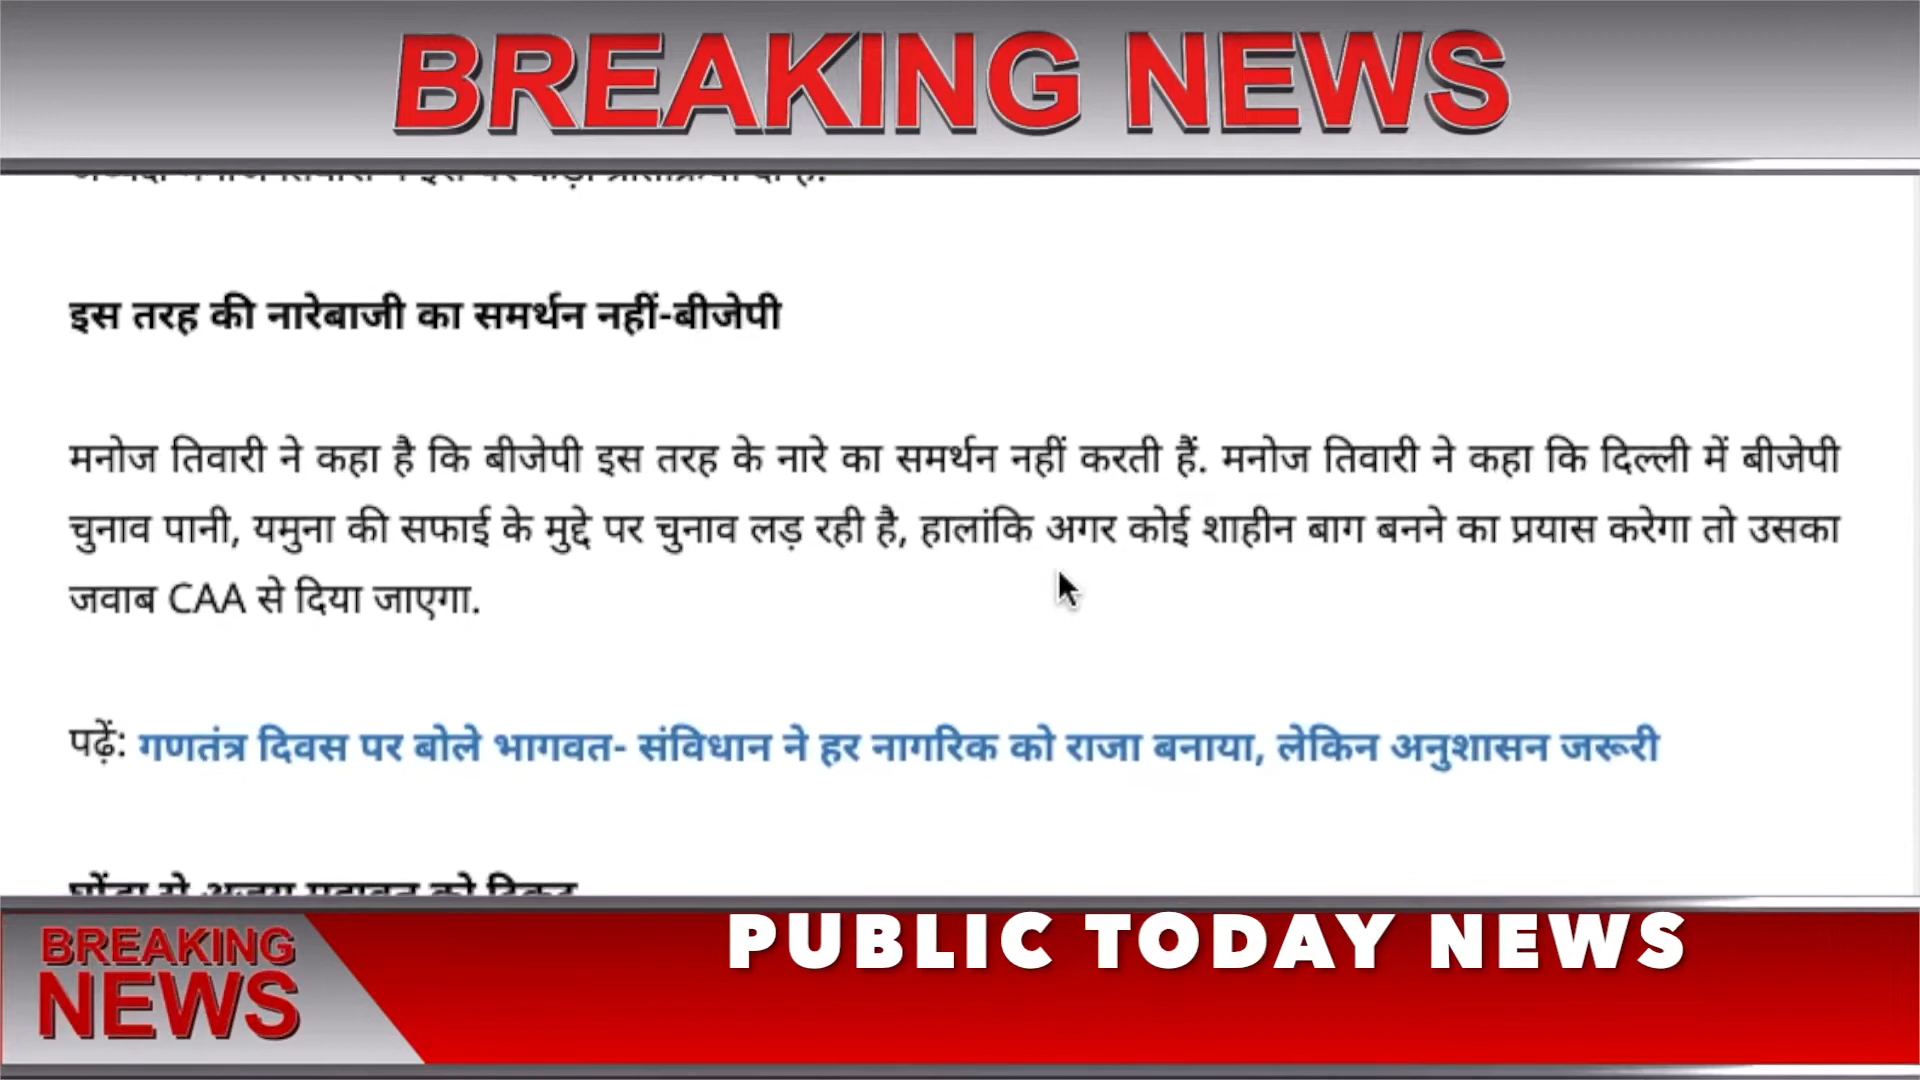 BREAKING NEWS
इस तरह की नारेबाजी का समर्थन नहीं-बीजेपी
मनोज तिवारी ने कहा है कि बीजेपी इस तरह के नारे का समर्थन नहीं करती हैं. मनोज तिवारी ने कहा कि दिल्ली में बीजेपी
चुनाव पानी, यमुना की सफाई के मुद्दे पर चुनाव लड़ रही है, हालांकि अगर कोई शाहीन बाग बनने का प्रयास करेगा तो उसका
जवाब CAA से दिया जाएगा.
पढ़ें: गणतंत्र दिवस पर बोले भागवत- संविधान ने हर नागरिक को राजा बनाया, लेकिन अनुशासन जरूरी
PUBLIC TODAY NEWS
BREAKING
NEWS